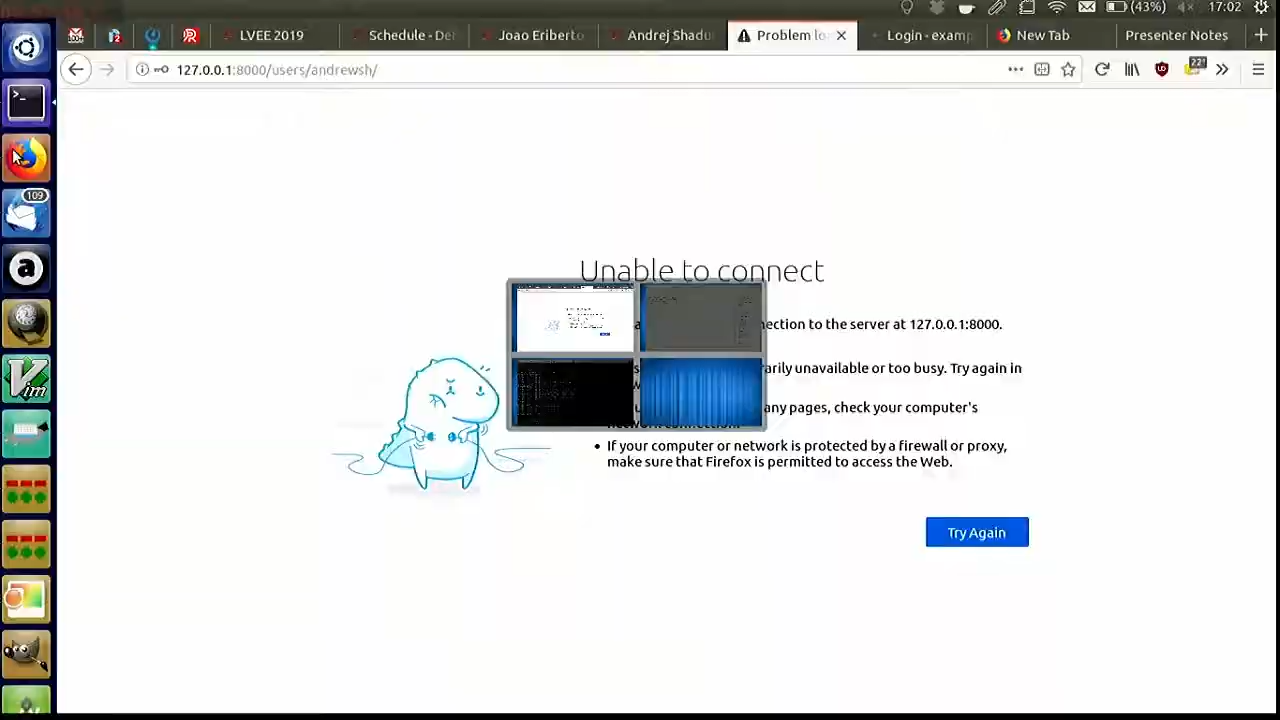 (43%)
17:02
100+
LVEE 2019
Schedule - De
Joao Eriberto
Andrej Shadu
Problem lo
Login - examp
New Tab
Presenter Notes
127.0.0.1:8000/users/andrewsh/
221
109
Unable to connect
nection to the server at 127.0.0.1:8000.
arily unavailable or too busy. Try again in
any pages, check your computer's
If your computer or network is protected by a firewall or proxy,
make sure that Firefox is permitted to access the Web.
Try Again
a
Vim